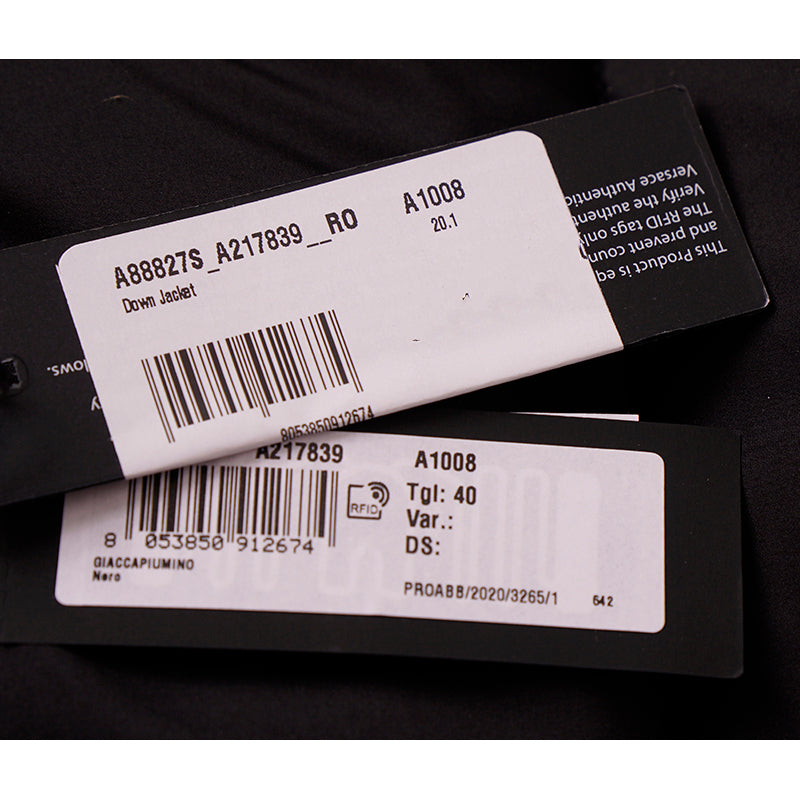 A88827S_A217839__RO
A1008
20.1
Down Jacket
8053850912674
This Product is eq
and prevent coun
The RFID tags only
Verify the authent
Versace Authentic
lows.
A217839
A1008
RFID
Tgl: 40
Var.:
DS:
8 053850 912674
GIACCAPIUMINO
Nero
PROABB/2020/3265/1
642